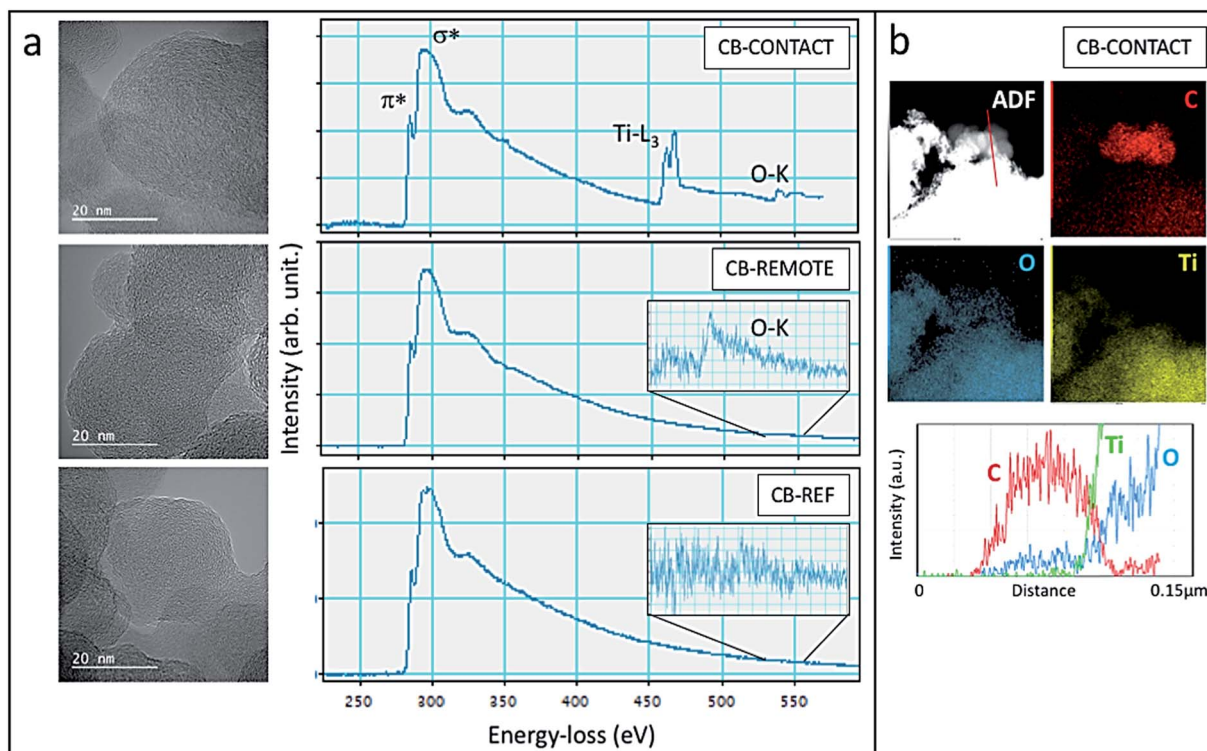 a
20 nm
20 nm
20 nm
Intensity (arb. unit.)
σ*
π*
CB-CONTACT
Ti-L₃
O-K
CB-REMOTE
O-K
CB-REF
250 300 350 400 450 500 550
Energy-loss (eV)
b
CB-CONTACT
ADF
C
O
Ti
Intensity (a.u.)
C
Ti
O
0 Distance 0.15µm